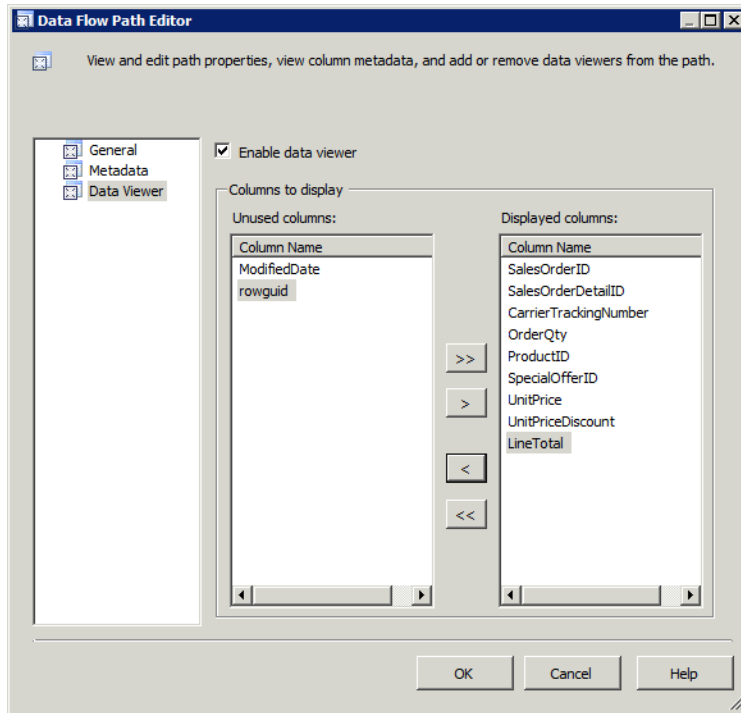 Data Flow Path Editor
View and edit path properties, view column metadata, and add or remove data viewers from the path.
General
Metadata
Data Viewer
Enable data viewer
Columns to display
Unused columns:
Column Name
ModifiedDate
rowguid
>>
>
<
<<
Displayed columns:
Column Name
SalesOrderID
SalesOrderDetailID
CarrierTrackingNumber
OrderQty
ProductID
SpecialOfferID
UnitPrice
UnitPriceDiscount
LineTotal
OK
Cancel
Help